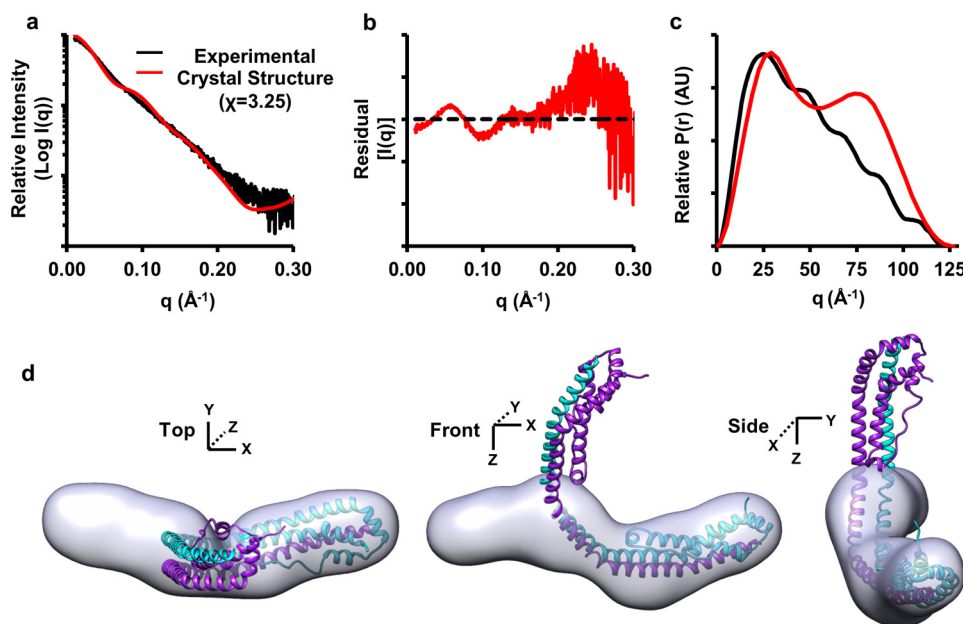 a
Relative Intensity
(Log I(q))
Experimental
Crystal Structure
(χ=3.25)
0.00
0.10
0.20
0.30
q (Å-1)
b
Residual
[I(q)]
0.00
0.10
0.20
0.30
q (Å-1)
c
Relative P(r) (AU)
0
25
50
75
100
125
q (Å-1)
d
Top
Y
Z
X
Front
Y
X
Z
Side
Y
X
Z